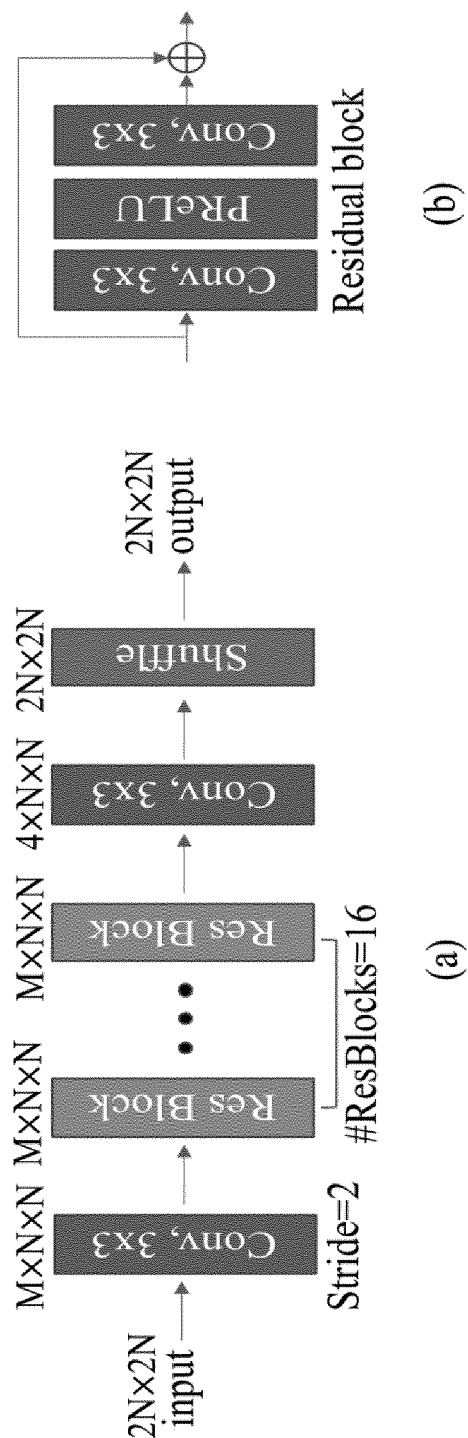 2N×2N
input
M×N×N
Conv, 3x3
Stride=2
M×N×N
Res Block
M×N×N
Res Block
#ResBlocks=16
4×N×N
Conv, 3x3
2N×2N
Shuffle
2N×2N
output
(a)
Conv, 3x3
PReLU
Conv, 3x3
Residual block
(b)